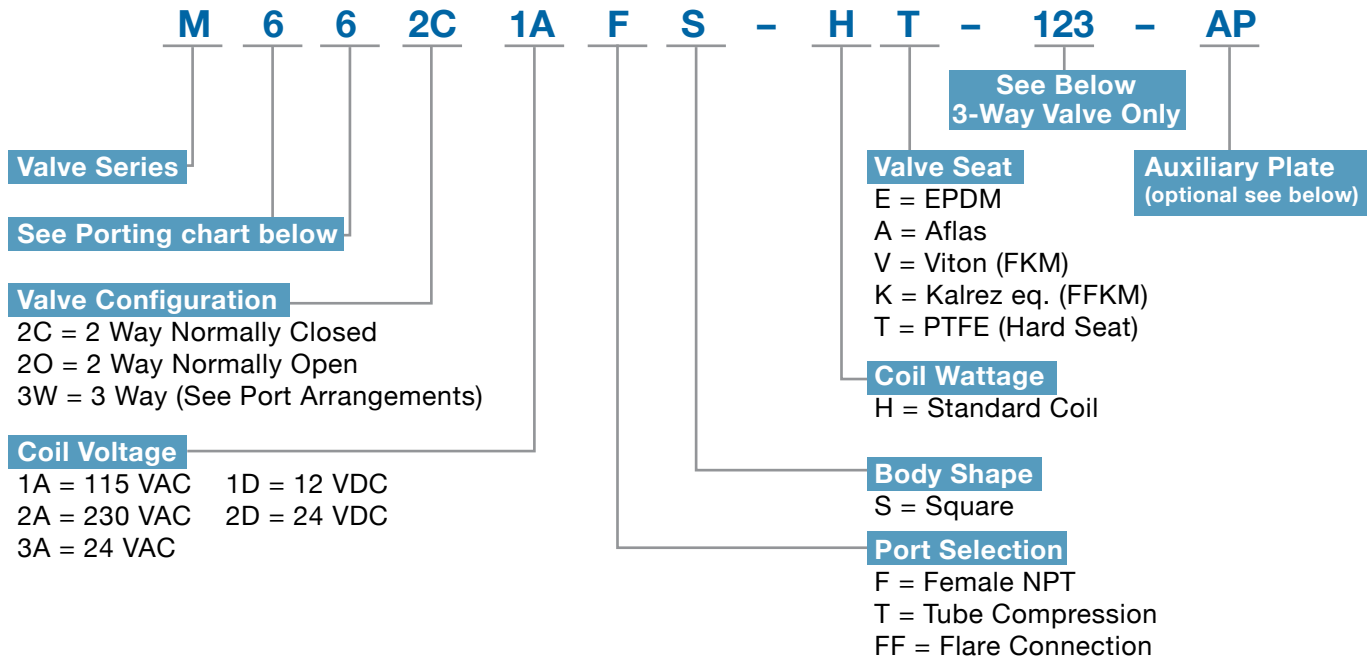 M 6 6 2C 1A F S – H T – 123 – AP
See Below
3-Way Valve Only
Valve Series
See Porting chart below
Valve Configuration
2C = 2 Way Normally Closed
2O = 2 Way Normally Open
3W = 3 Way (See Port Arrangements)
Coil Voltage
1A = 115 VAC 1D = 12 VDC
2A = 230 VAC 2D = 24 VDC
3A = 24 VAC
Valve Seat
E = EPDM
A = Aflas
V = Viton (FKM)
K = Kalrez eq. (FFKM)
T = PTFE (Hard Seat)
Coil Wattage
H = Standard Coil
Body Shape
S = Square
Port Selection
F = Female NPT
T = Tube Compression
FF = Flare Connection
Auxiliary Plate
(optional see below)